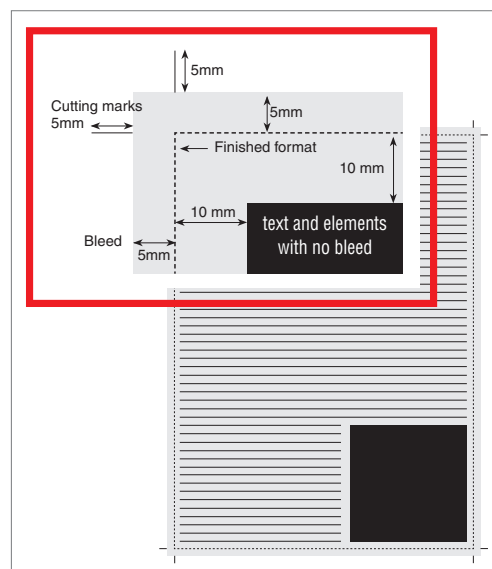 5mm
Cutting marks
5mm
5mm
Finished format
10 mm
10 mm
text and elements
with no bleed
Bleed
5mm